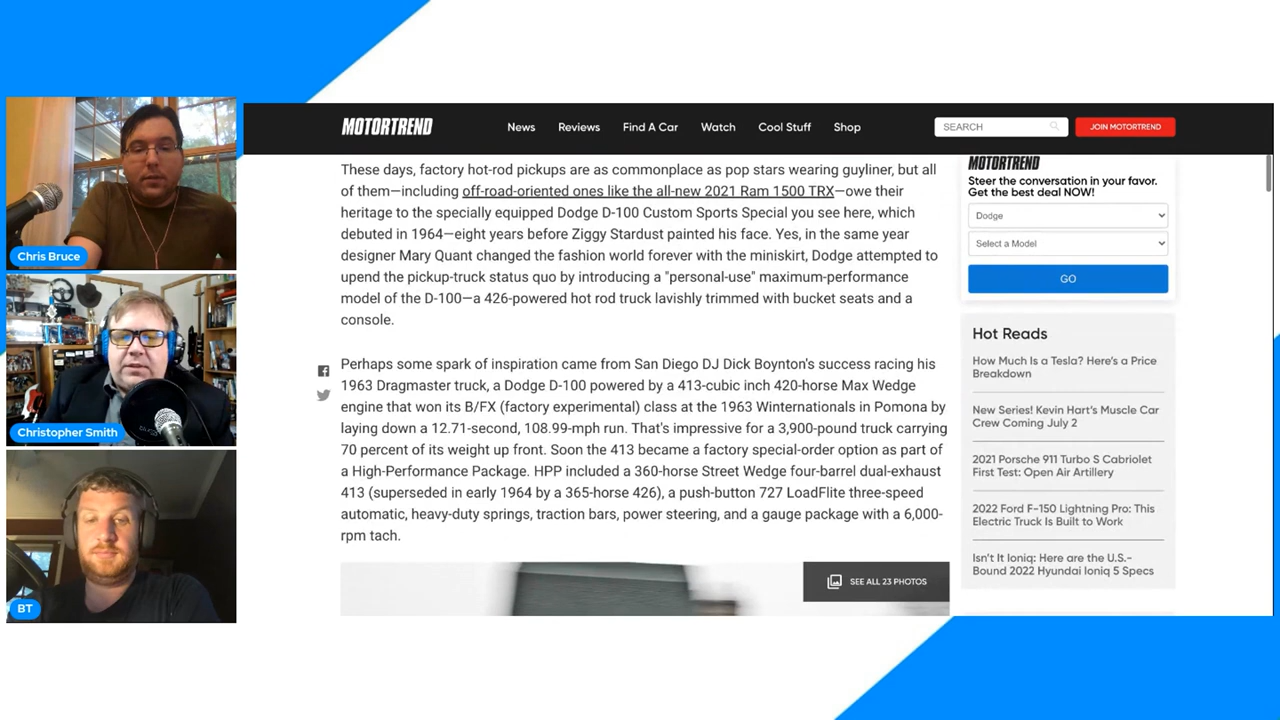 Chris Bruce
Christopher Smith
BT
MOTORTREND
News
Reviews
Find A Car
Watch
Cool Stuff
Shop
SEARCH
JOIN MOTORTREND
These days, factory hot-rod pickups are as commonplace as pop stars wearing guyliner, but all
of them—including off-road-oriented ones like the all-new 2021 Ram 1500 TRX—owe their
heritage to the specially equipped Dodge D-100 Custom Sports Special you see here, which
debuted in 1964—eight years before Ziggy Stardust painted his face. Yes, in the same year
designer Mary Quant changed the fashion world forever with the miniskirt, Dodge attempted to
upend the pickup-truck status quo by introducing a "personal-use" maximum-performance
model of the D-100—a 426-powered hot rod truck lavishly trimmed with bucket seats and a
console.
Perhaps some spark of inspiration came from San Diego DJ Dick Boynton's success racing his
1963 Dragmaster truck, a Dodge D-100 powered by a 413-cubic inch 420-horse Max Wedge
engine that won its B/FX (factory experimental) class at the 1963 Winternationals in Pomona by
laying down a 12.71-second, 108.99-mph run. That's impressive for a 3,900-pound truck carrying
70 percent of its weight up front. Soon the 413 became a factory special-order option as part of
a High-Performance Package. HPP included a 360-horse Street Wedge four-barrel dual-exhaust
413 (superseded in early 1964 by a 365-horse 426), a push-button 727 LoadFlite three-speed
automatic, heavy-duty springs, traction bars, power steering, and a gauge package with a 6,000-
rpm tach.
SEE ALL 23 PHOTOS
MOTORTREND
Steer the conversation in your favor.
Get the best deal NOW!
Dodge
Select a Model
GO
Hot Reads
How Much Is a Tesla? Here's a Price
Breakdown
New Series! Kevin Hart's Muscle Car
Crew Coming July 2
2021 Porsche 911 Turbo S Cabriolet
First Test: Open Air Artillery
2022 Ford F-150 Lightning Pro: This
Electric Truck Is Built to Work
Isn't It Ioniq: Here are the U.S.-
Bound 2022 Hyundai Ioniq 5 Specs